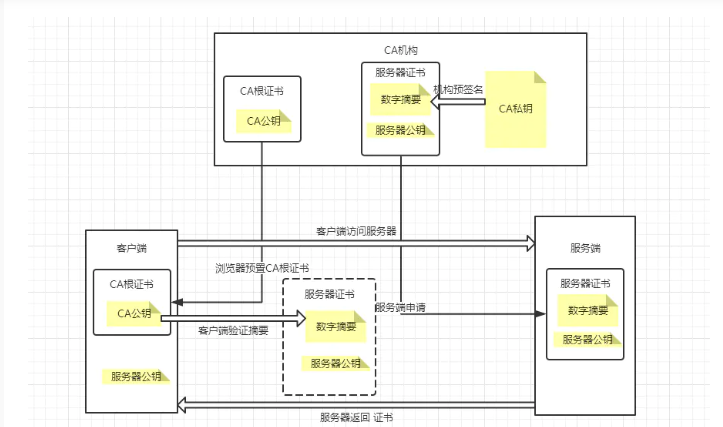 CA机构
服务器证书
CA根证书
机构预签名
数字摘要
CA私钥
CA公钥
服务器公钥
客户端访问服务器
客户端
服务端
浏览器预置CA根证书
CA根证书
服务器证书
服务器证书
服务端申请
CA公钥
数字摘要
数字摘要
客户端验证摘要
服务器公钥
服务器公钥
服务器公钥
服务器返回 证书